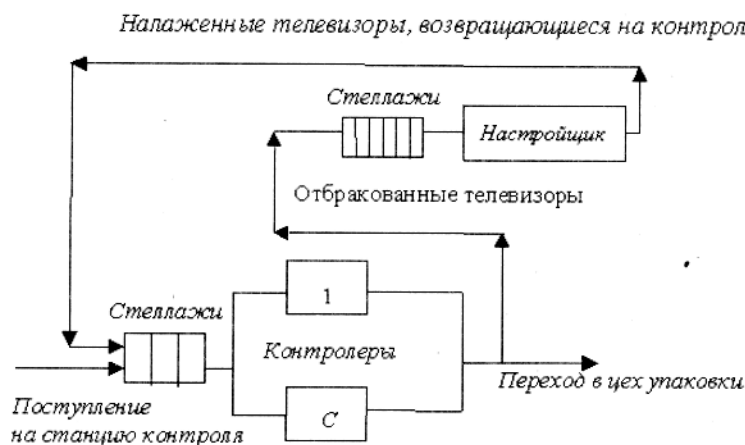 Налаженные телевизоры, возвращающиеся на контрол
Стеллажи
Настройщик
Отбракованные телевизоры
Стеллажи
1
Контролеры
С
Переход в цех упаковки
Поступление
на станцию контроля